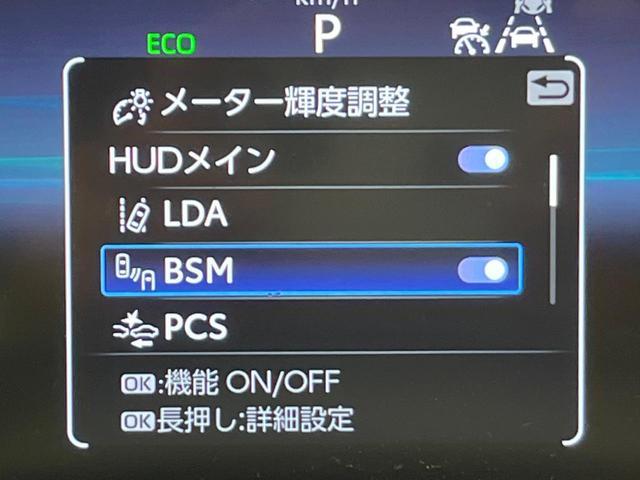 km/h
ECO
P
メーター輝度調整
HUDメイン
LDA
BSM
PCS
OK:機能 ON/OFF
OK長押し:詳細設定